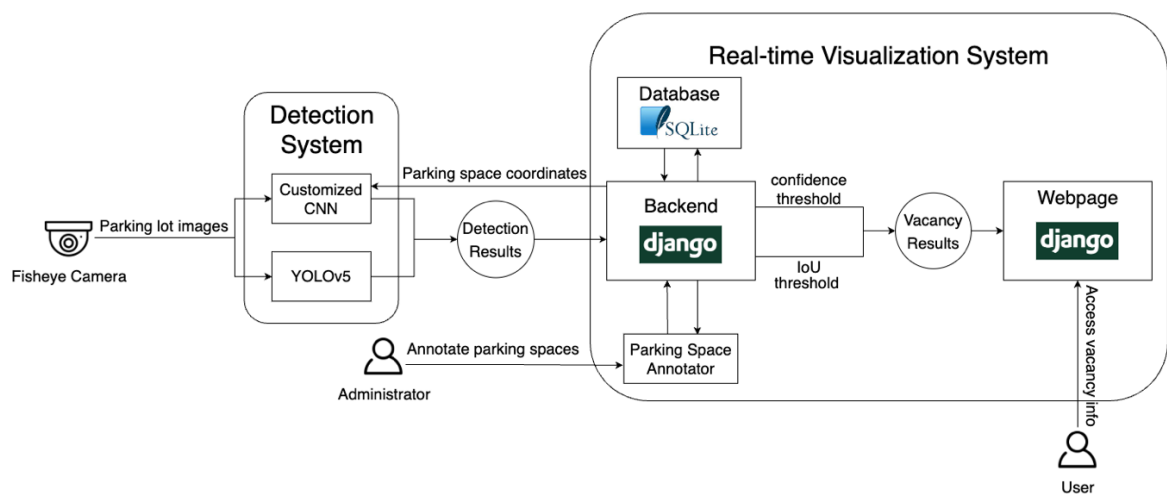 Real-time Visualization System
Database
SQLite
Detection
System
Parking space coordinates
Customized
CNN
Backend
django
confidence
threshold
Webpage
django
Parking lot images
Detection
Results
Vacancy
Results
Fisheye Camera
YOLOv5
IoU
threshold
Annotate parking spaces
Parking Space
Annotator
Access vacancy info
Administrator
User